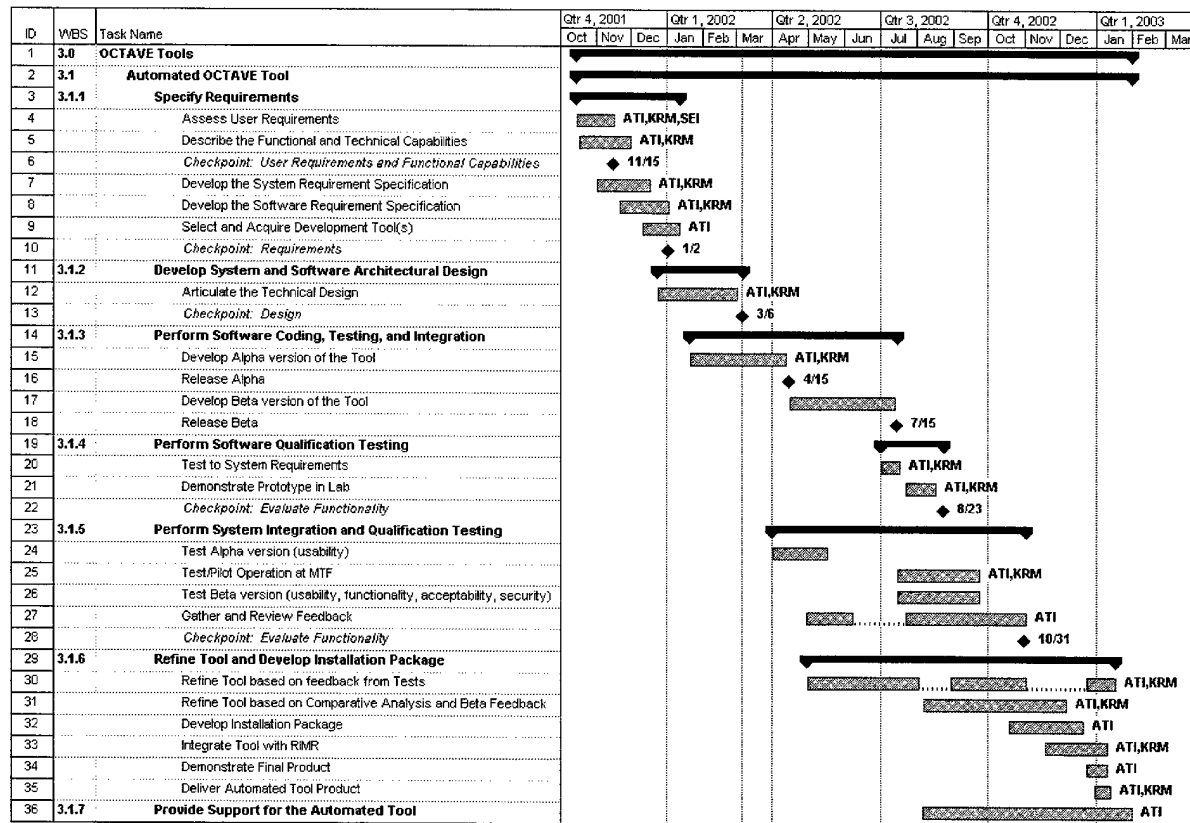 Qtr 4, 2001 Qtr 1, 2002 Qtr 2, 2002 Qtr 3, 2002 Qtr 4, 2002 Qtr 1, 2003
ID WBS Task Name Oct Nov Dec Jan Feb Mar Apr May Jun Jul Aug Sep Oct Nov Dec Jan Feb Mar
1 3.0 OCTAVE Tools
2 3.1 Automated OCTAVE Tool
3 3.1.1 Specify Requirements
4 Assess User Requirements ATI,KRM,SEI
5 Describe the Functional and Technical Capabilities ATI,KRM
6 Checkpoint: User Requirements and Functional Capabilities 11/15
7 Develop the System Requirement Specification ATI,KRM
8 Develop the Software Requirement Specification ATI,KRM
9 Select and Acquire Development Tool(s) ATI
10 Checkpoint: Requirements 1/2
11 3.1.2 Develop System and Software Architectural Design
12 Articulate the Technical Design ATI,KRM
13 Checkpoint: Design 3/6
14 3.1.3 Perform Software Coding, Testing, and Integration
15 Develop Alpha version of the Tool ATI,KRM
16 Release Alpha 4/15
17 Develop Beta version of the Tool
18 Release Beta 7/15
19 3.1.4 Perform Software Qualification Testing
20 Test to System Requirements ATI,KRM
21 Demonstrate Prototype in Lab ATI,KRM
22 Checkpoint: Evaluate Functionality 8/23
23 3.1.5 Perform System Integration and Qualification Testing
24 Test Alpha version (usability)
25 Test/Pilot Operation at MTF ATI,KRM
26 Test Beta version (usability, functionality, acceptability, security)
27 Gather and Review Feedback ATI
28 Checkpoint: Evaluate Functionality 10/31
29 3.1.6 Refine Tool and Develop Installation Package
30 Refine Tool based on feedback from Tests ATI,KRM
31 Refine Tool based on Comparative Analysis and Beta Feedback ATI,KRM
32 Develop Installation Package ATI
33 Integrate Tool with RIMR ATI,KRM
34 Demonstrate Final Product ATI
35 Deliver Automated Tool Product ATI,KRM
36 3.1.7 Provide Support for the Automated Tool ATI